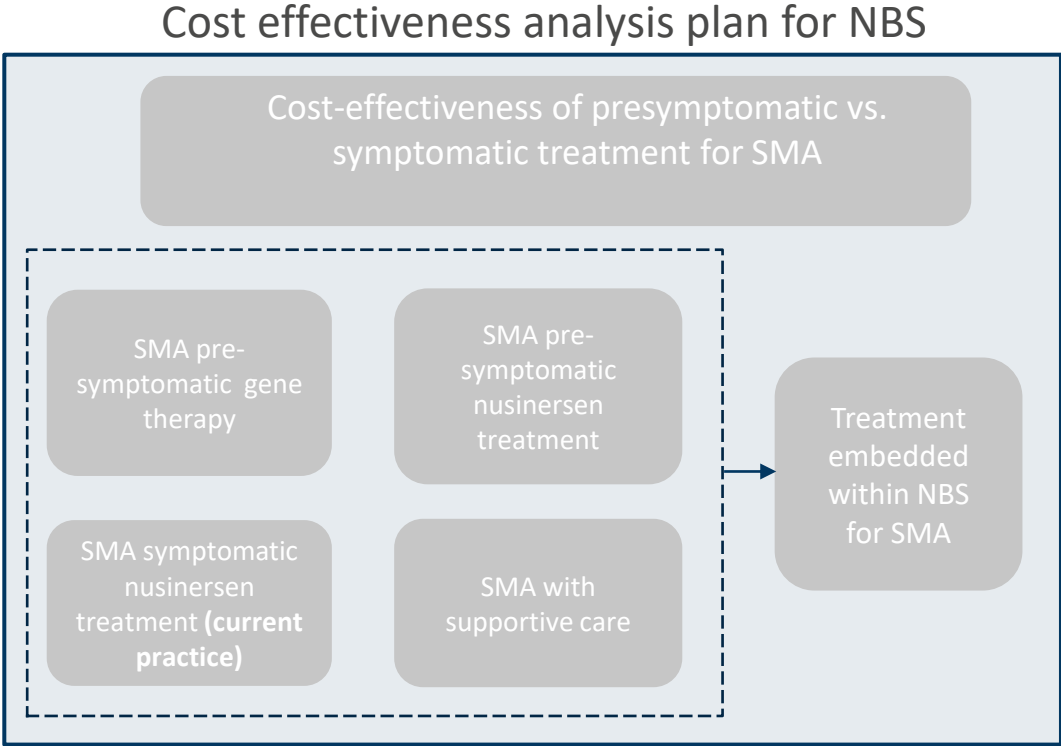 Cost effectiveness analysis plan for NBS
Cost-effectiveness of presymptomatic vs.
symptomatic treatment for SMA
SMA pre-
symptomatic gene
therapy
SMA pre-
symptomatic
nusinersen
treatment
SMA symptomatic
nusinersen
treatment (current
practice)
SMA with
supportive care
Treatment
embedded
within NBS
for SMA